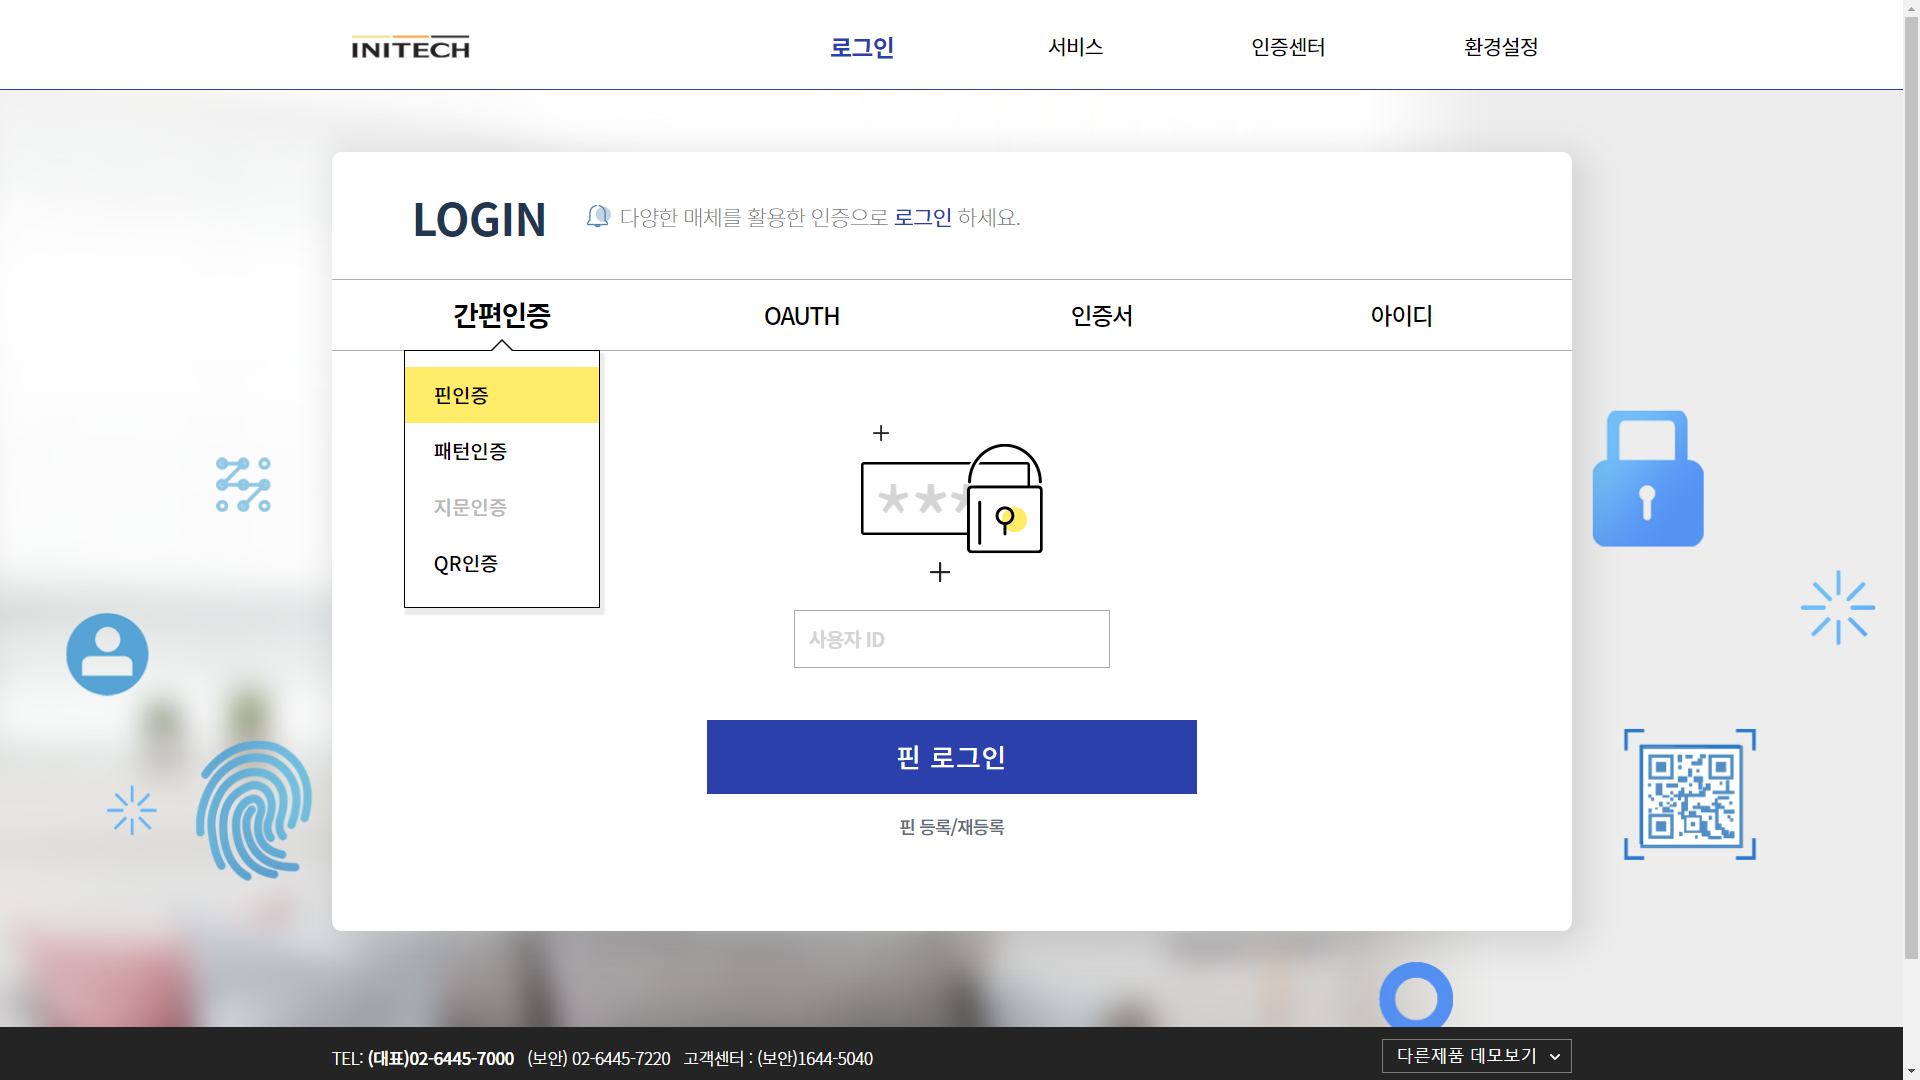 INITECH
로그인
서비스
인증센터
환경설정
LOGIN
다양한 매체를 활용한 인증으로 로그인 하세요.
간편인증
OAUTH
인증서
아이디
핀인증
패턴인증
지문인증
QR인증
사용자 ID
핀 로그인
핀 등록/재등록
TEL: (대표)02-6445-7000 (보안) 02-6445-7220 고객센터 : (보안)1644-5040
다른제품 데모보기